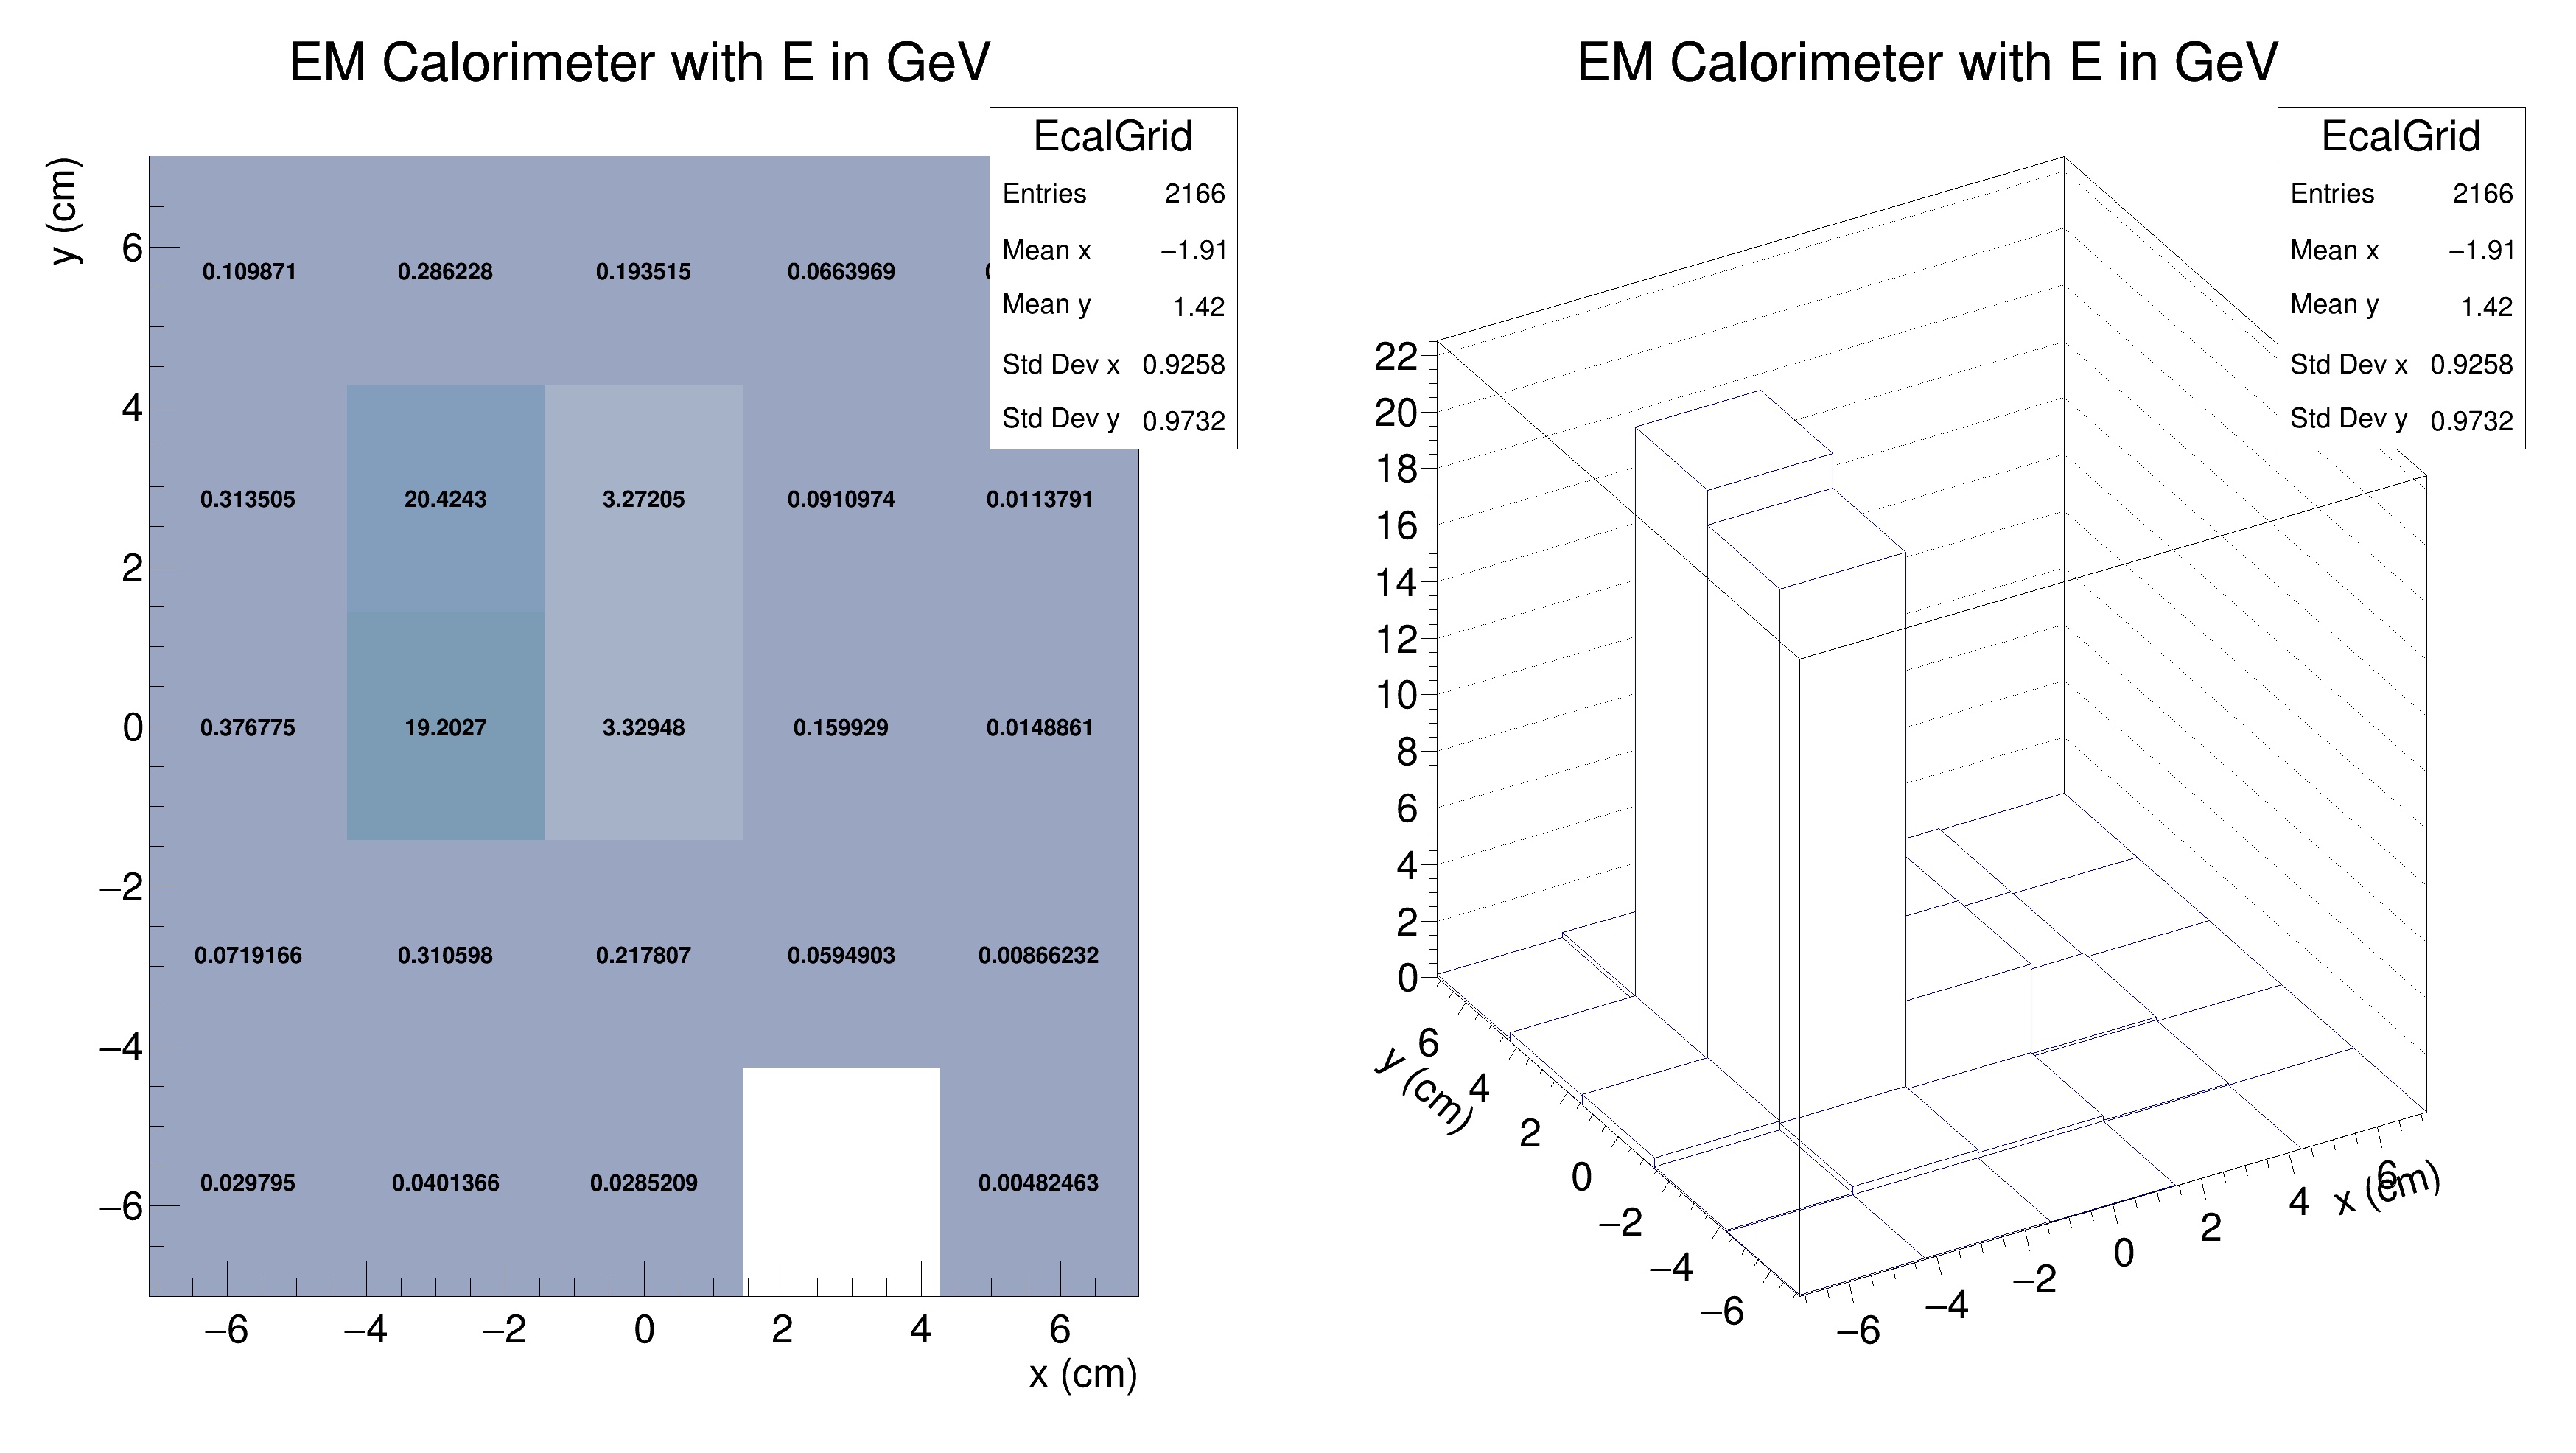 EM Calorimeter with E in GeV
EcalGrid
Entries 2166
Mean x −1.91
Mean y 1.42
Std Dev x 0.9258
Std Dev y 0.9732
y (cm)
6
4
2
0
−2
−4
−6
0.109871 0.286228 0.193515 0.0663969
0.313505 20.4243 3.27205 0.0910974 0.0113791
0.376775 19.2027 3.32948 0.159929 0.0148861
0.0719166 0.310598 0.217807 0.0594903 0.00866232
0.029795 0.0401366 0.0285209 0.00482463
−6 −4 −2 0 2 4 6
x (cm)
EM Calorimeter with E in GeV
EcalGrid
Entries 2166
Mean x −1.91
Mean y 1.42
Std Dev x 0.9258
Std Dev y 0.9732
22
20
18
16
14
12
10
8
6
4
2
0
y (cm)
6
4
2
0
−2
−4
−6
−6 −4 −2 0 2 4 6
x (cm)